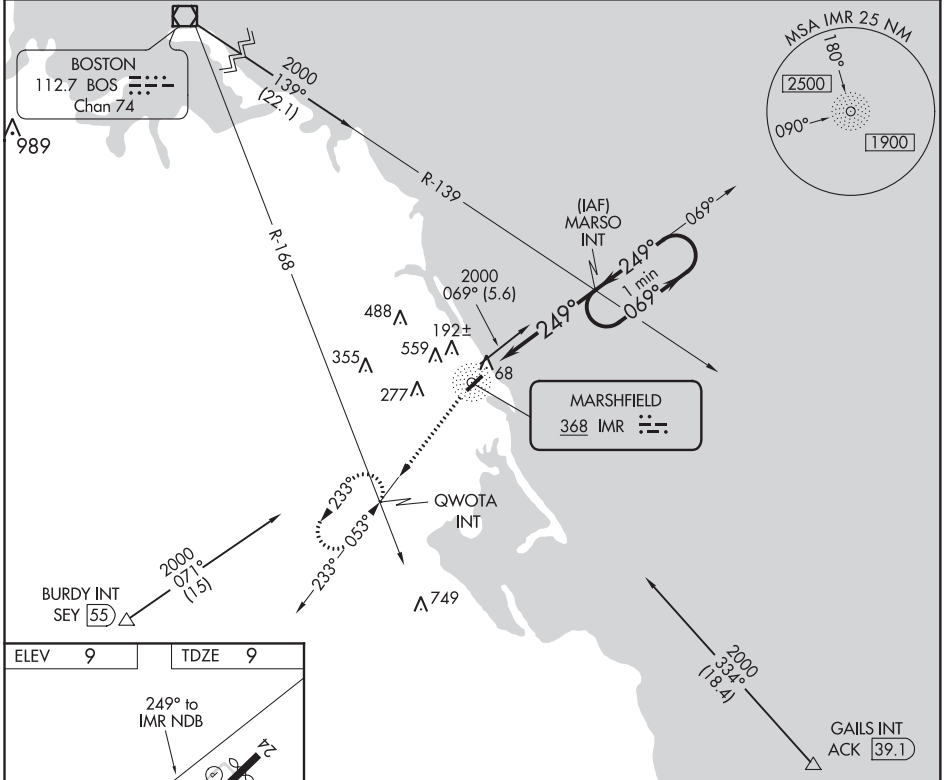 BOSTON
112.7 BOS
Chan 74
989
2000
139°
(22.1)
R-139
R-168
MSA IMR 25 NM
180°
2500
090°
1900
(IAF)
MARSO
INT
069°
249°
1 min
069°
249°
2000
069° (5.6)
488
192±
559
355
277
68
MARSHFIELD
368 IMR
QWOTA
INT
233°
053°
233°
749
2000
071°
(15)
BURDY INT
SEY 55
2000
334°
(18.4)
GAILS INT
ACK 39.1
ELEV 9
TDZE 9
249° to
IMR NDB
24
P